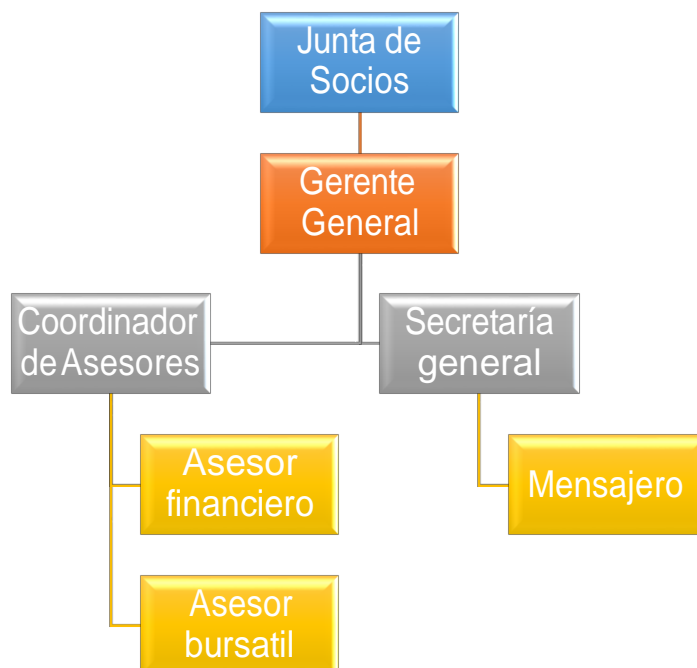 Junta de
Socios
Gerente
General
Coordinador
de Asesores
Secretaría
general
Asesor
financiero
Mensajero
Asesor
bursatil